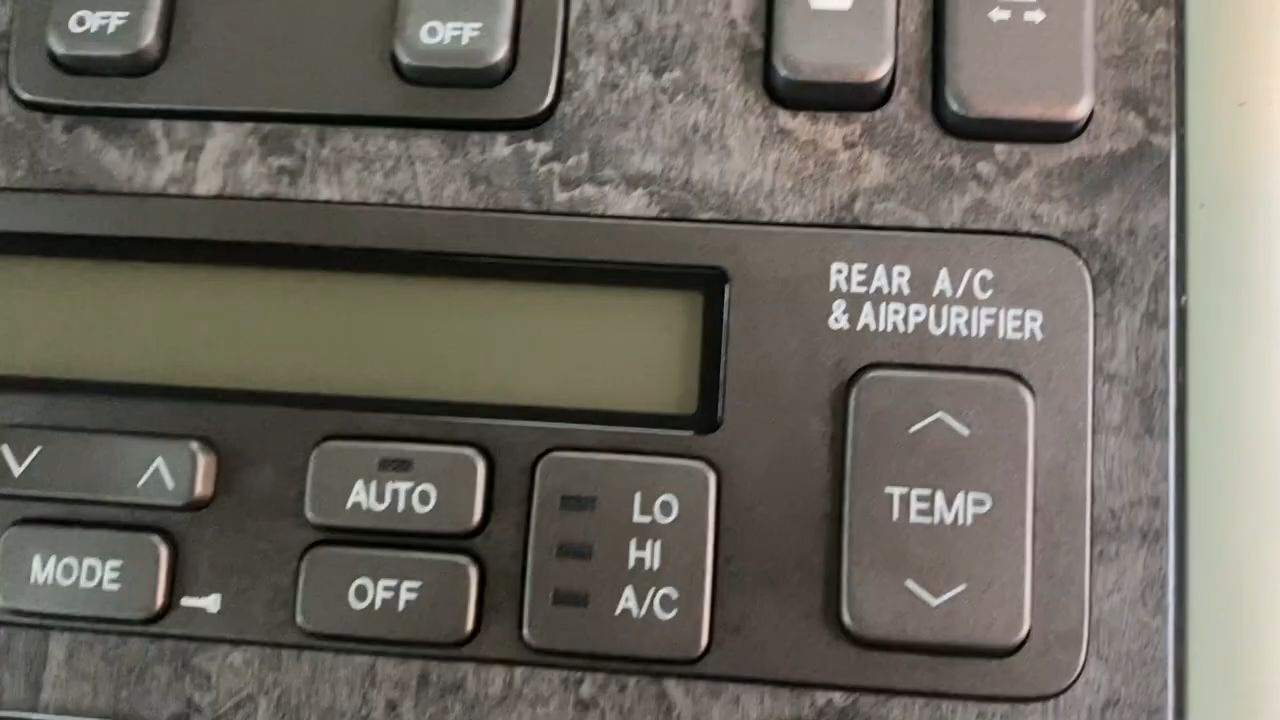 OFF
OFF
REAR A/C
& AIRPURIFIER
AUTO
LO
HI
A/C
TEMP
MODE
OFF